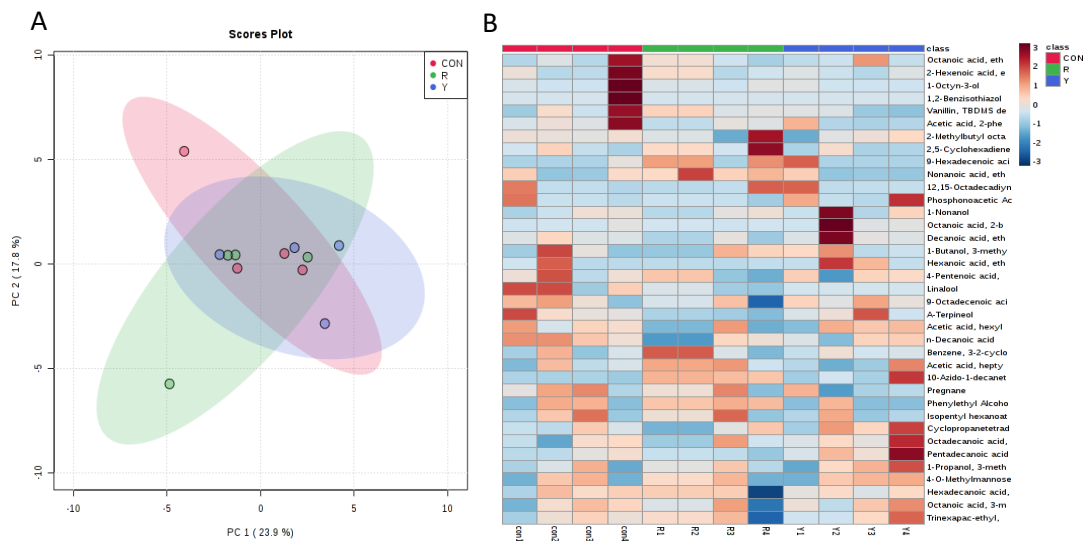 A
Scores Plot
CON
R
Y
10
5
0
-5
-10
PC 2 ( 17.8 %)
-10
-5
0
5
10
PC 1 ( 23.9 %)
B
class
Octanoic acid, eth
2-Hexenoic acid, e
1-Octyn-3-ol
1,2-Benzisothiazol
Vanillin, TBDMS de
Acetic acid, 2-phe
2-Methylbutyl octa
2,5-Cyclohexadiene
9-Hexadecenoic aci
Nonanoic acid, eth
12,15-Octadecadiyn
Phosphonoacetic Ac
1-Nonanol
Octanoic acid, 2-b
Decanoic acid, eth
1-Butanol, 3-methy
Hexanoic acid, eth
4-Pentenoic acid,
Linalool
9-Octadecenoic aci
A-Terpineol
Acetic acid, hexyl
n-Decanoic acid
Benzene, 3-2-cyclo
Acetic acid, hepty
10-Azido-1-decanet
Pregnane
Phenylethyl Alcoho
Isopentyl hexanoat
Cyclopropanetetrad
Octadecanoic acid,
Pentadecanoic acid
1-Propanol, 3-meth
4-O-Methylmannose
Hexadecanoic acid,
Octanoic acid, 3-m
Trinexapac-ethyl,
con1
con2
con3
con4
R1
R2
R3
R4
Y1
Y2
Y3
Y4
3
2
1
0
-1
-2
-3
class
CON
R
Y